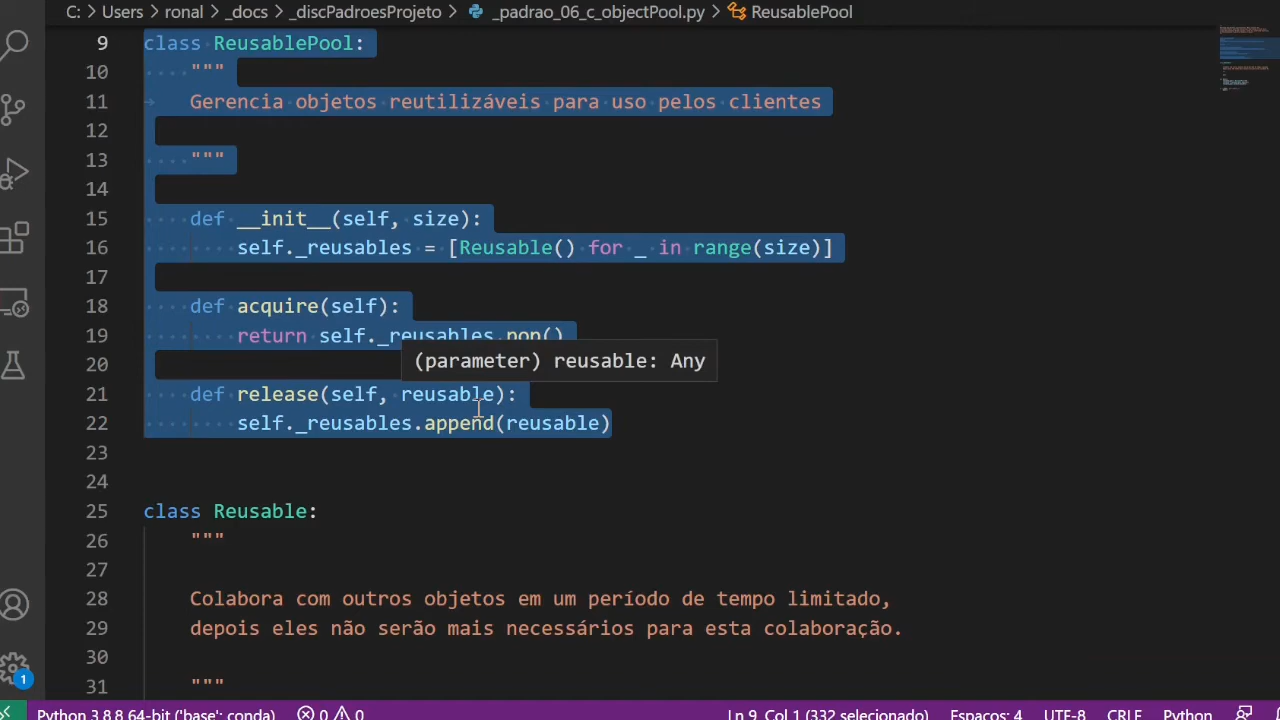 C: > Users > ronal > _docs > _discPadroesProjeto > _padrao_06_c_objectPool.py > ReusablePool
9 class ReusablePool:
10 """
11 Gerencia objetos reutilizáveis para uso pelos clientes
12
13 """
14
15 def __init__(self, size):
16 self._reusables = [Reusable() for _ in range(size)]
17
18 def acquire(self):
19 return self._reusables.pop()
(parameter) reusable: Any
20
21 def release(self, reusable):
22 self._reusables.append(reusable)
23
24
25 class Reusable:
26 """
27
28 Colabora com outros objetos em um período de tempo limitado,
29 depois eles não serão mais necessários para esta colaboração.
30
31 """
1
Python 3.8.8 64-bit ('base': conda) 0 0 Ln 9, Col 1 (332 selecionado) Espaços: 4 UTF-8 CRLF Python